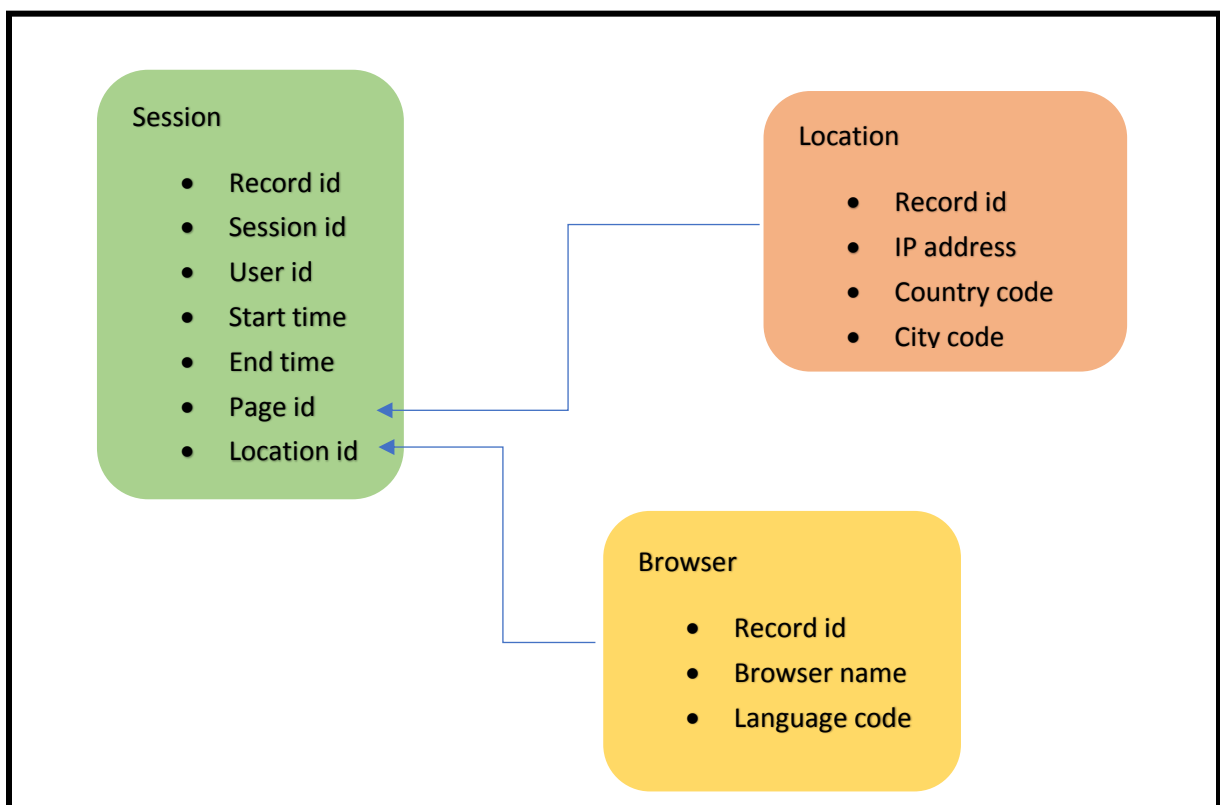 Session
• Record id
• Session id
• User id
• Start time
• End time
• Page id
• Location id
Location
• Record id
• IP address
• Country code
• City code
Browser
• Record id
• Browser name
• Language code